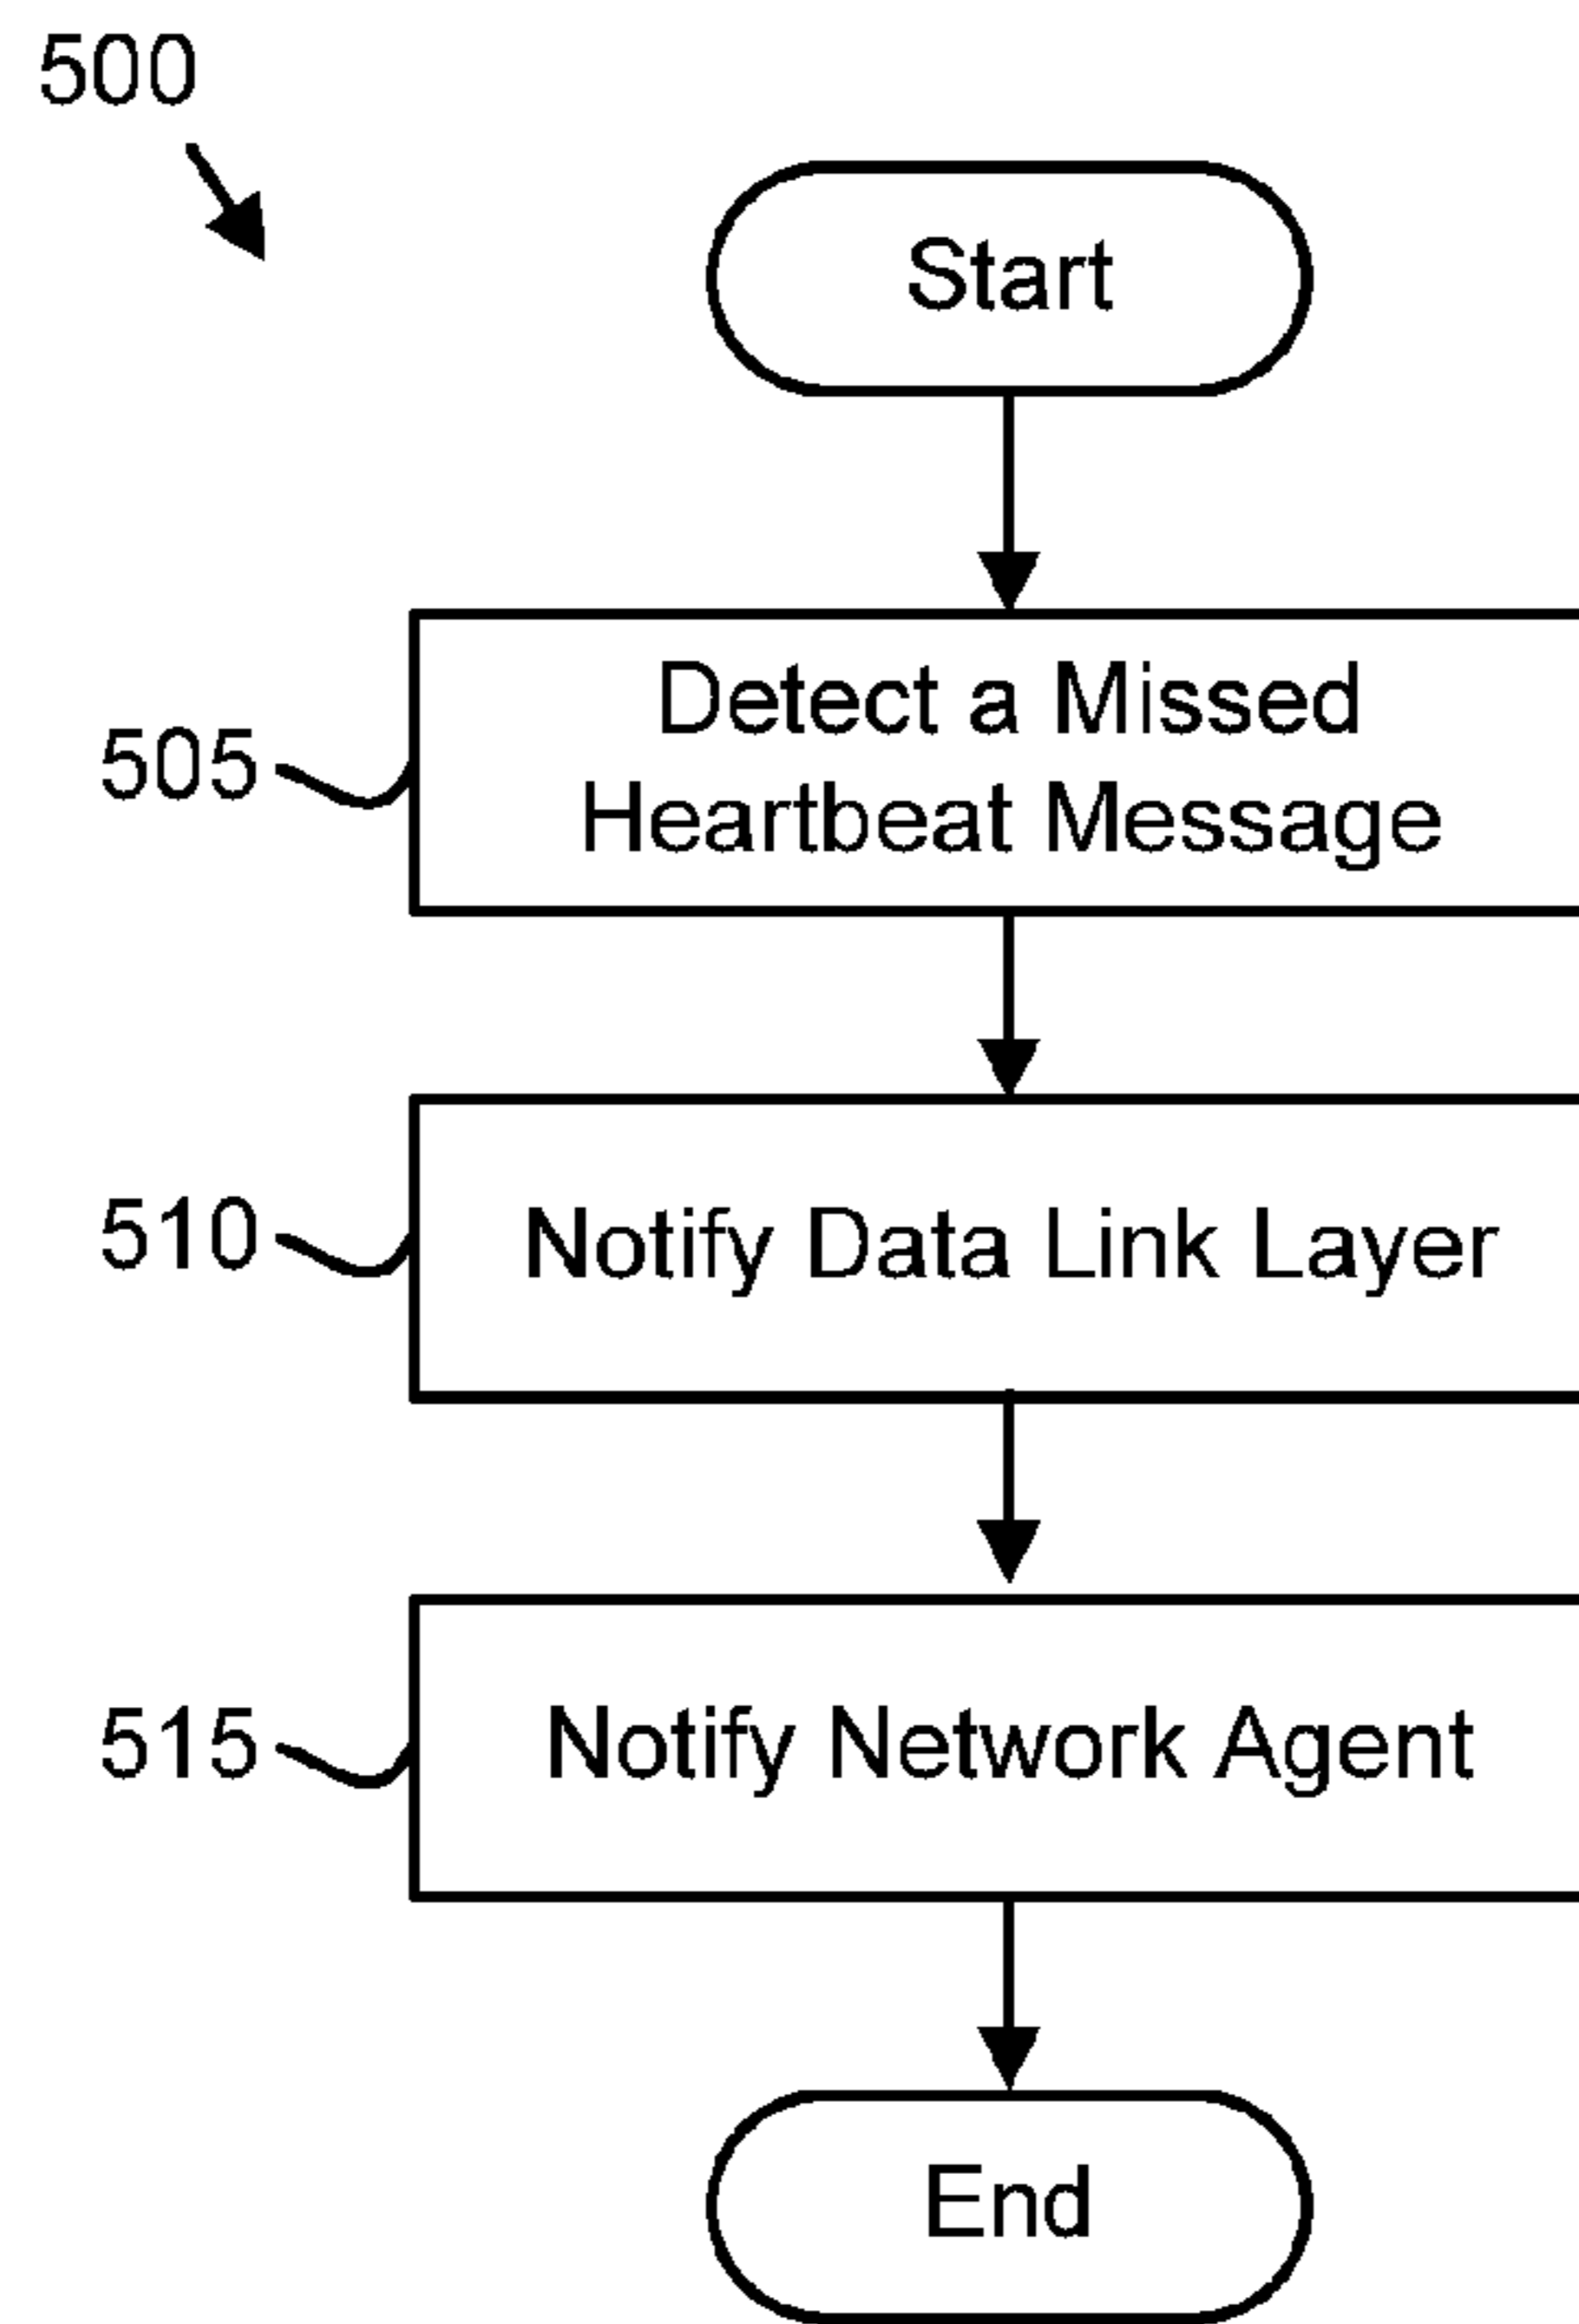 500
Start
Detect a Missed
Heartbeat Message
505
Notify Data Link Layer
510
Notify Network Agent
515
End